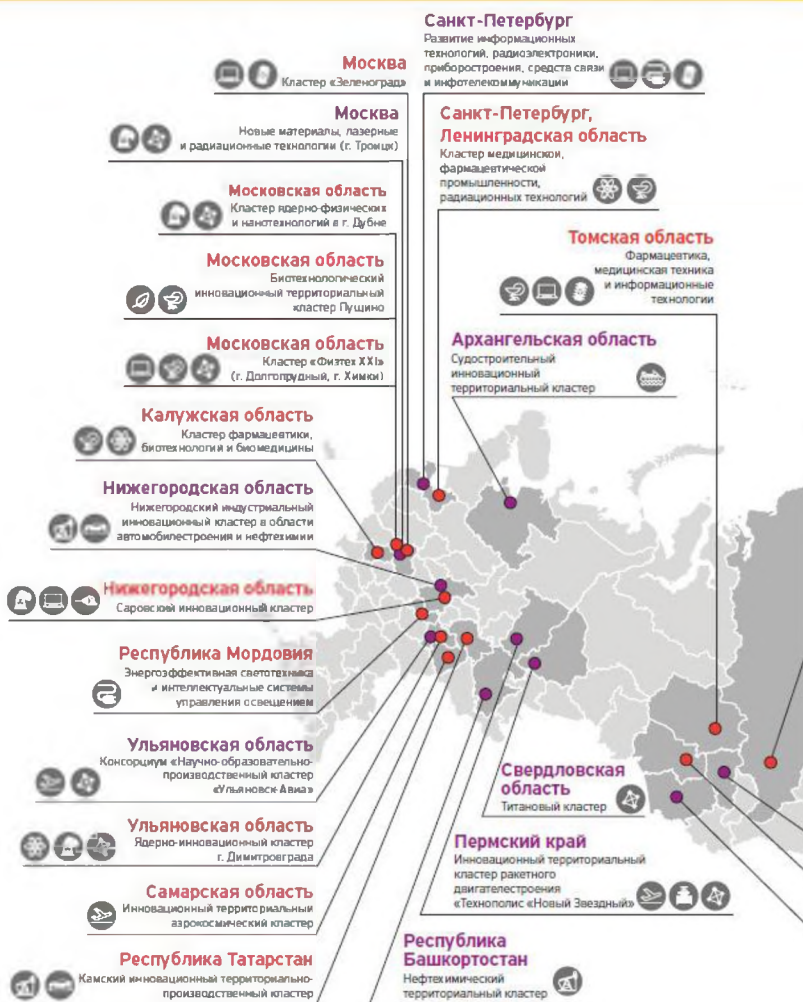 Санкт-Петербург
Развитие информационных
технологий, радиоэлектроники,
приборостроения, средств связи
и инфотелекоммуникации
Москва
Кластер «Зеленоград»
Москва
Новые материалы, лазерные
и радиационные технологии (г. Троицк)
Московская область
Кластер ядерно-физических
и нанотехнологий в г. Дубне
Московская область
Биотехнологический
инновационный территориальный
кластер Пущино
Московская область
Кластер «Физтех XXI»
(г. Долгопрудный, г. Химки)
Калужская область
Кластер фармацевтики,
биотехнологий и биомедицины
Нижегородская область
Нижегородский индустриальный
инновационный кластер в области
автомобилестроения и нефтехимии
Нижегородская область
Саровский инновационный кластер
Республика Мордовия
Энергоэффективная светотехника
и интеллектуальные системы
управления освещением
Ульяновская область
Консорциум «Научно-образовательно-
производственный кластер
«Ульяновск-Авиа»
Ульяновская область
Ядерно-инновационный кластер
г. Димитровграда
Самарская область
Инновационный территориальный
аэрокосмический кластер
Республика Татарстан
Камский инновационный территориально-
производственный кластер
Санкт-Петербург,
Ленинградская область
Кластер медицинской,
фармацевтической
промышленности,
радиационных технологий
Томская область
Фармацевтика,
медицинская техника
и информационные
технологии
Архангельская область
Судостроительный
инновационный
территориальный кластер
Свердловская
область
Титановый кластер
Пермский край
Инновационный территориальный
кластер ракетного
двигателестроения
«Технополис «Новый Звездный»
Республика
Башкортостан
Нефтехимический
территориальный кластер